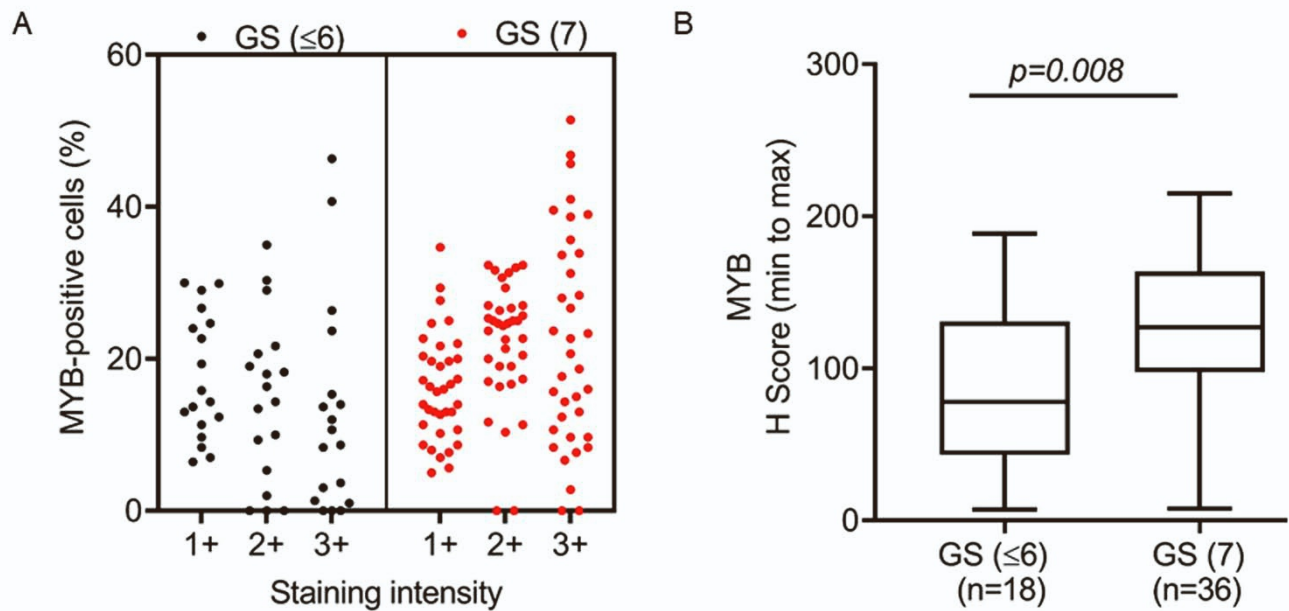 A
GS (≤6)
GS (7)
60
40
20
0
MYB-positive cells (%)
1+ 2+ 3+ 1+ 2+ 3+
Staining intensity
B
p=0.008
300
200
100
0
MYB
H Score (min to max)
GS (≤6) GS (7)
(n=18) (n=36)